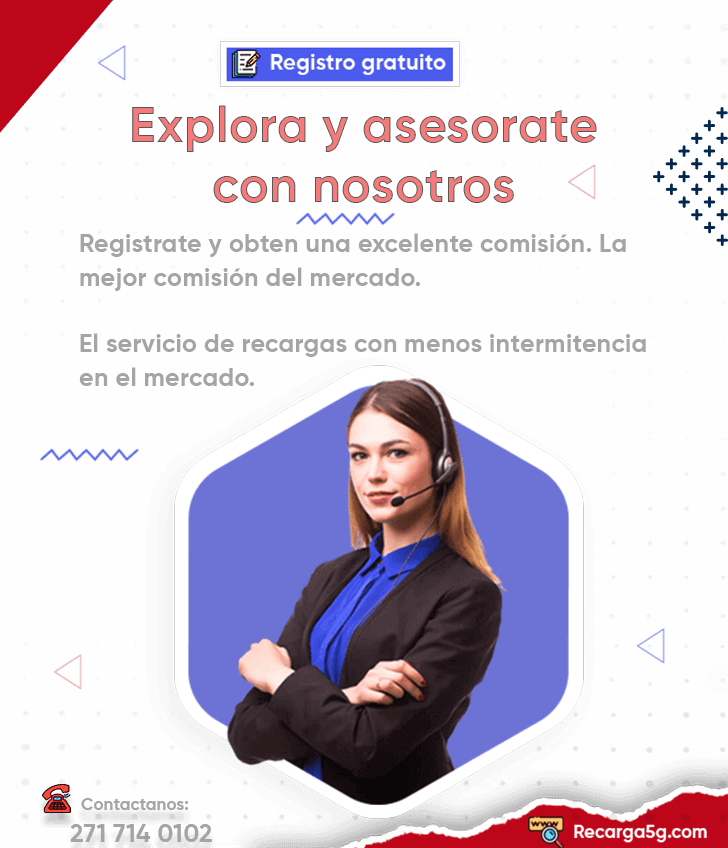 Registro gratuito
Explora y asesorate
con nosotros
Registrate y obten una excelente comisión. La
mejor comisión del mercado.
El servicio de recargas con menos intermitencia
en el mercado.
Contactanos:
271 714 0102
www
Recarga5g.com